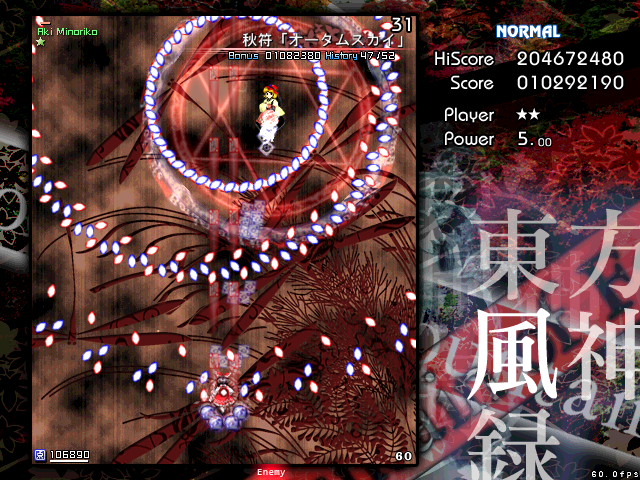 Aki Minoriko
31
秋符「オータムスカイ」
Bonus 01082380 History 47/52
NORMAL
HiScore 204672480
Score 010292190
Player ★★
Power 5.00
東方
風神
録
106890
60
Enemy
60.0fps